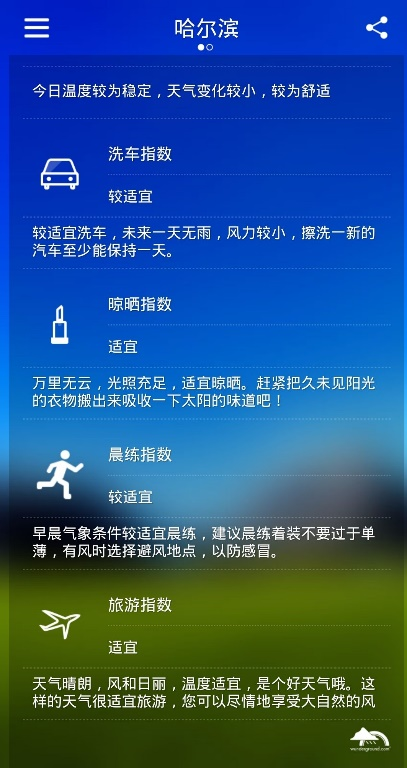 哈尔滨
今日温度较为稳定，天气变化较小，较为舒适
洗车指数
较适宜
较适宜洗车，未来一天无雨，风力较小，擦洗一新的
汽车至少能保持一天。
晾晒指数
适宜
万里无云，光照充足，适宜晾晒。赶紧把久未见阳光
的衣物搬出来吸收一下太阳的味道吧！
晨练指数
较适宜
早晨气象条件较适宜晨练，建议晨练着装不要过于单
薄，有风时选择避风地点，以防感冒。
旅游指数
适宜
天气晴朗，风和日丽，温度适宜，是个好天气哦。这
样的天气很适宜旅游，您可以尽情地享受大自然的风
wunderground.com